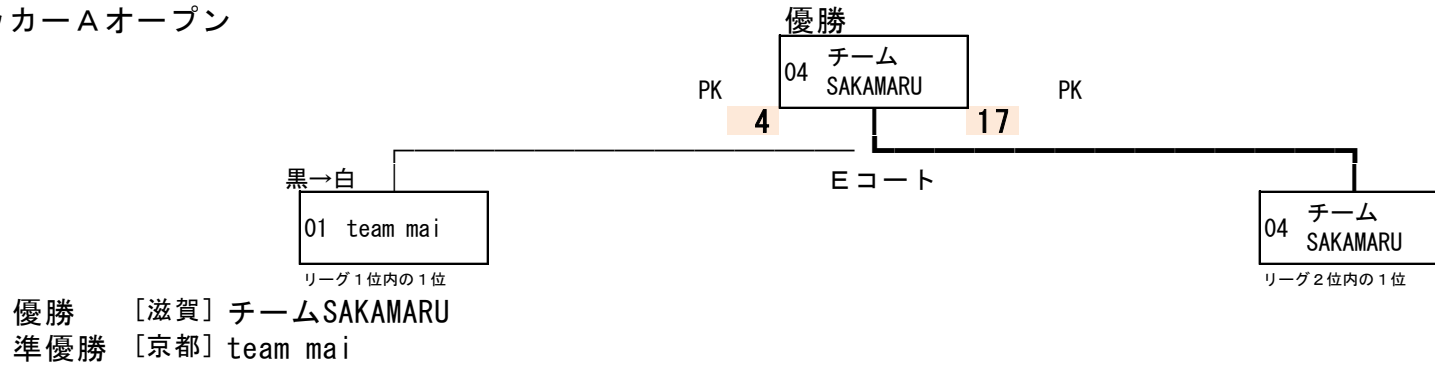 ッカーＡオープン
優勝
04 チーム
SAKAMARU
PK
PK
4
17
黒→白
Ｅコート
01 team mai
04 チーム
SAKAMARU
リーグ１位内の１位
リーグ２位内の１位
優勝 ［滋賀］チームSAKAMARU
準優勝 ［京都］team mai